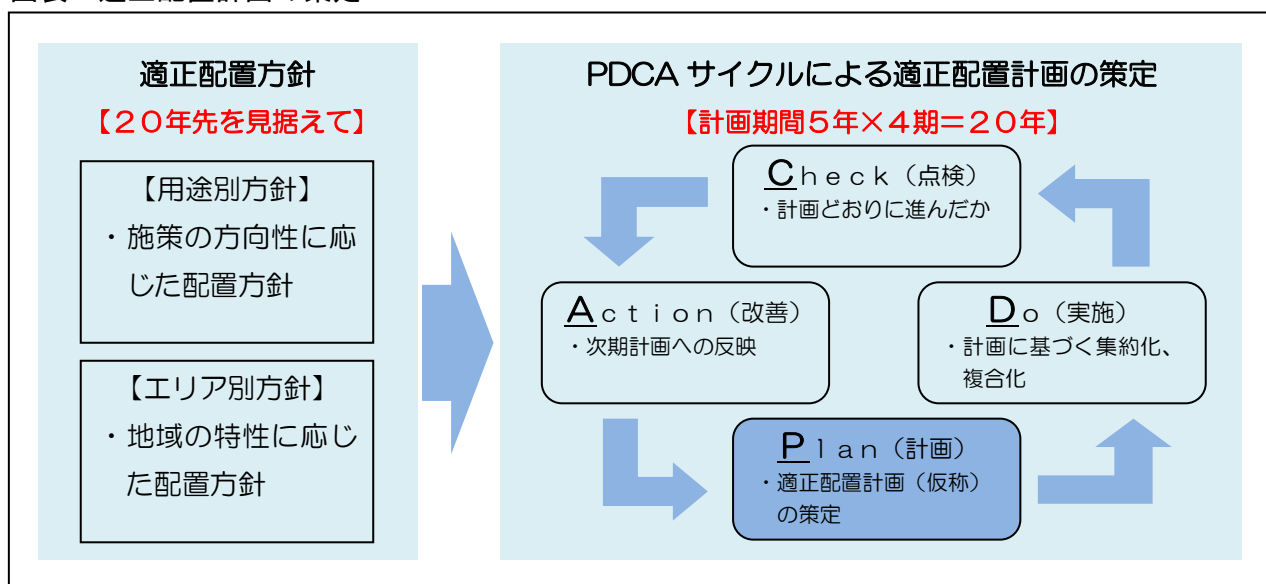 適正配置方針
【２０年先を見据えて】
【用途別方針】
・施策の方向性に応
じた配置方針
【エリア別方針】
・地域の特性に応じ
た配置方針
PDCA サイクルによる適正配置計画の策定
【計画期間５年×４期＝２０年】
Ｃｈｅｃｋ（点検）
・計画どおりに進んだか
Ａｃｔｉｏｎ（改善）
・次期計画への反映
Ｄｏ（実施）
・計画に基づく集約化、
複合化
Ｐｌａｎ（計画）
・適正配置計画（仮称）
の策定